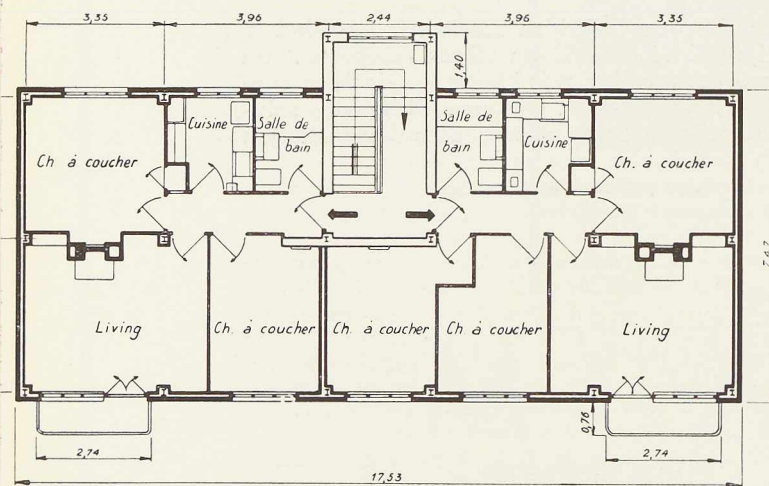 3,35 3,96 2,44 3,96 3,35
1,40
Cuisine Salle de bain Salle de bain Cuisine
Ch. à coucher Ch. à coucher
Living Ch. à coucher Ch. à coucher Ch. à coucher Living
0,76
2,74 2,74
17,53